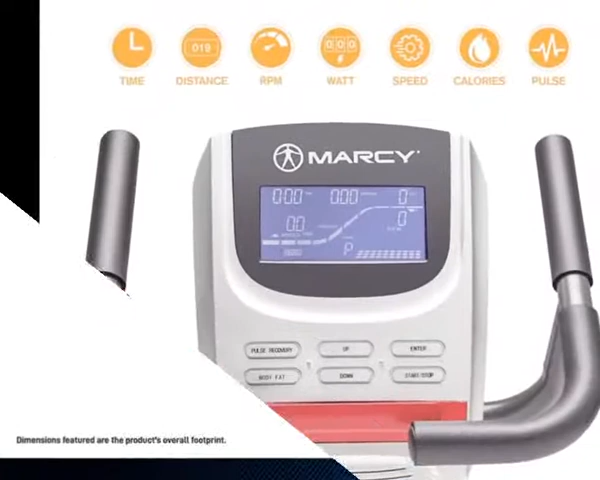 019
000
TIME
DISTANCE
RPM
WATT
SPEED
CALORIES
PULSE
MARCY
0:00 0:00 0
0.0 0
P
PULSE RECOVERY
UP
ENTER
BODY FAT
DOWN
START/STOP
Dimensions featured are the product's overall footprint.